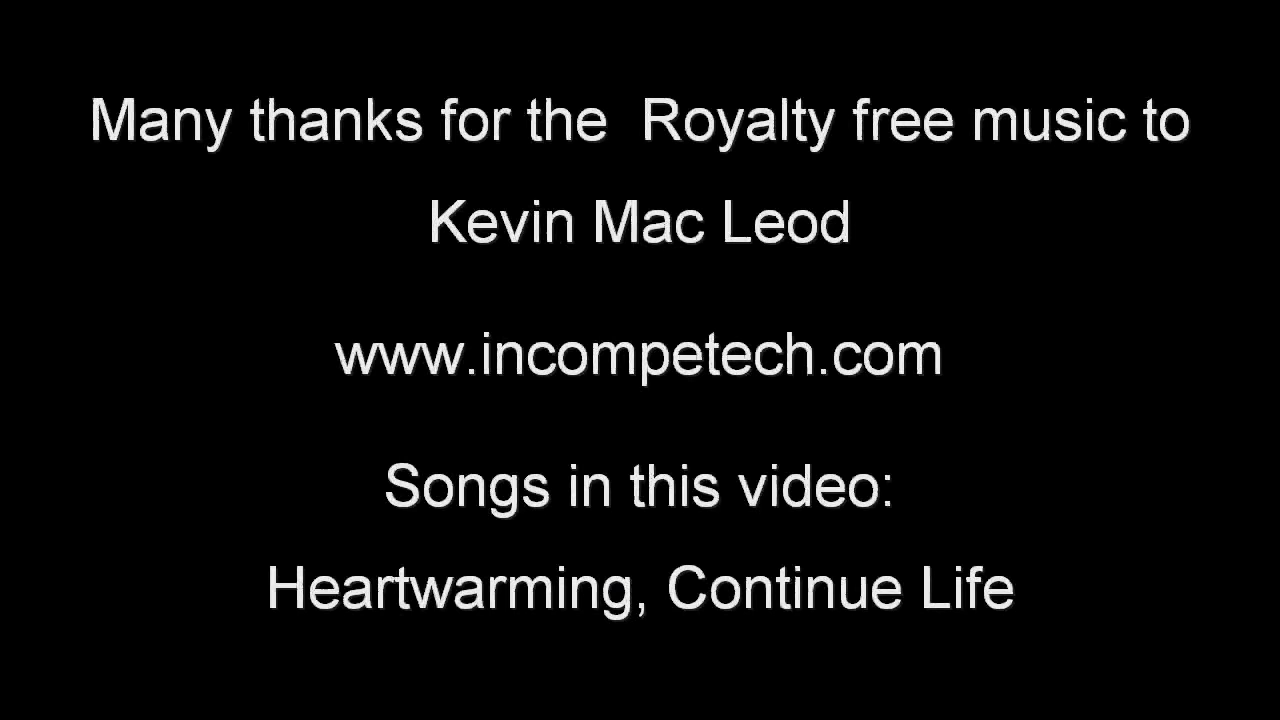 Many thanks for the  Royalty free music to
Kevin Mac Leod
www.incompetech.com
Songs in this video:
Heartwarming, Continue Life